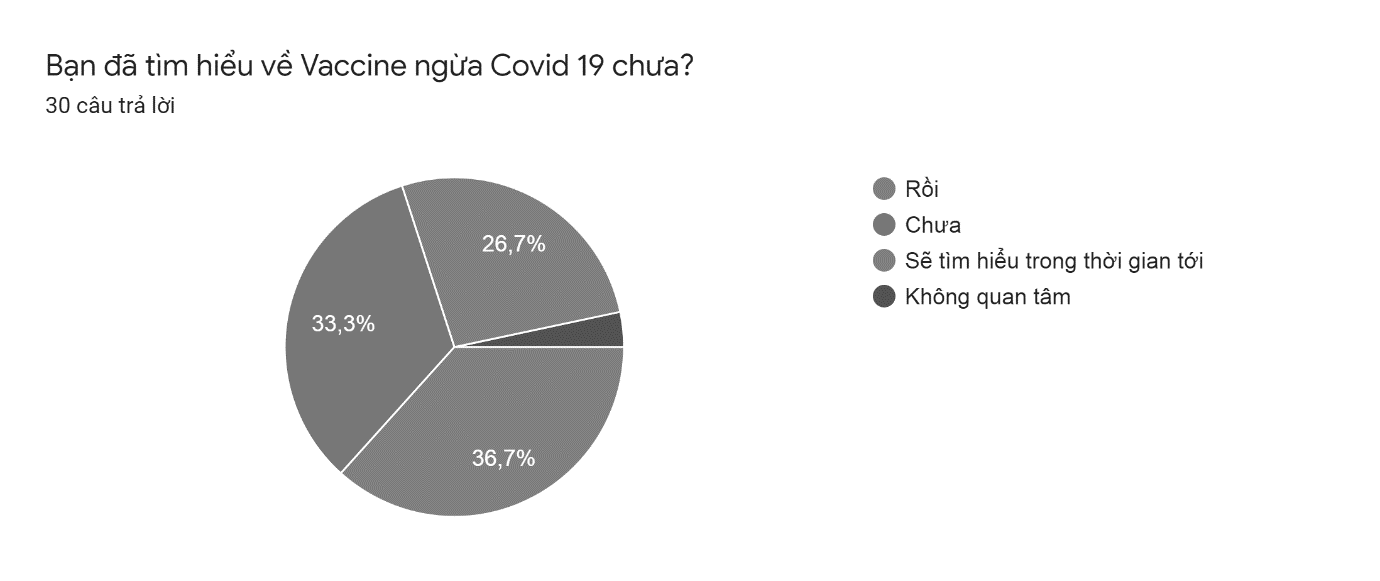 Bạn đã tìm hiểu về Vaccine ngừa Covid 19 chưa?
30 câu trả lời
Rồi
Chưa
Sẽ tìm hiểu trong thời gian tới
Không quan tâm
26,7%
33,3%
36,7%